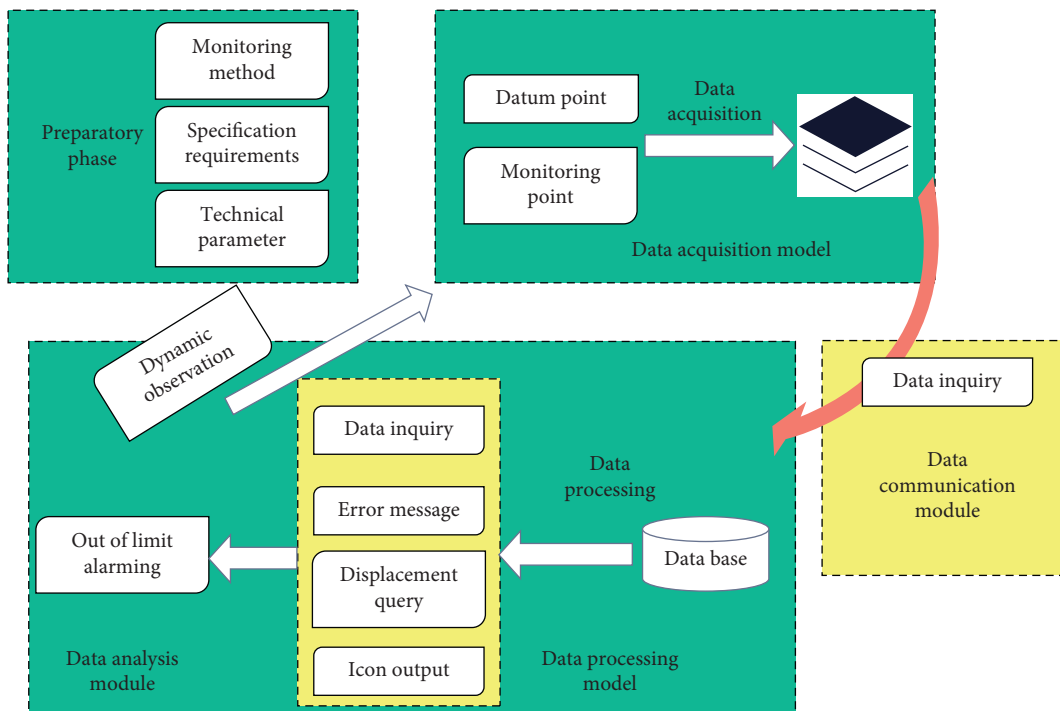 Monitoring
method
Preparatory
phase
Specification
requirements
Technical
parameter
Datum point
Monitoring
point
Data
acquisition
Data acquisition model
Dynamic
observation
Data inquiry
Data
communication
module
Data inquiry
Error message
Displacement
query
Icon output
Data
processing
Data base
Data processing
model
Out of limit
alarming
Data analysis
module